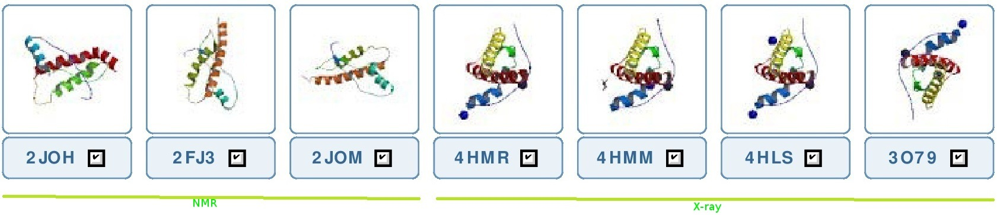 2JOH 2FJ3 2JOM 4HMR 4HMM 4HLS 3O79
NMR X-ray